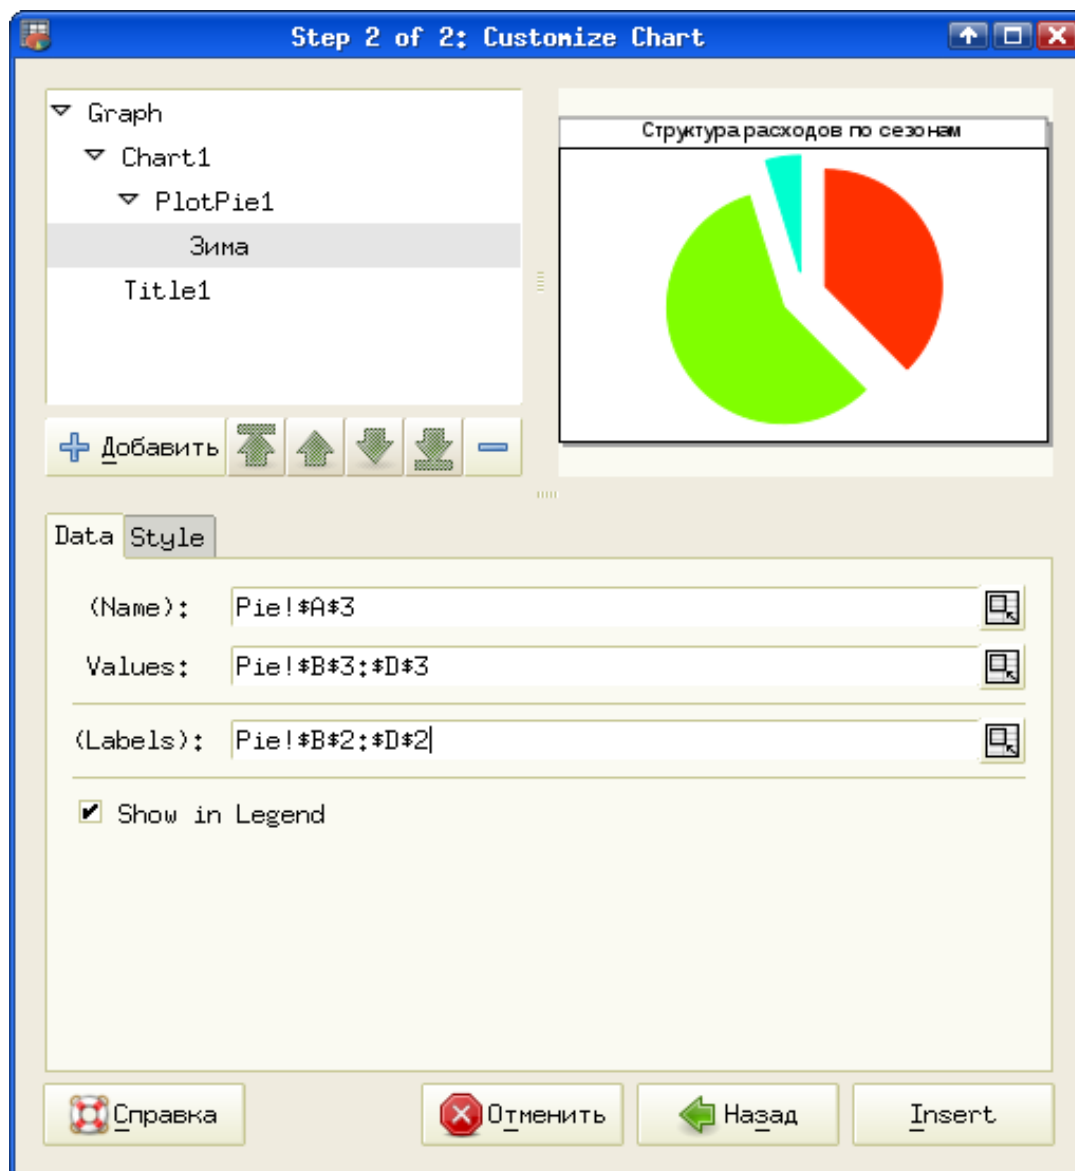 Step 2 of 2: Customize Chart
Graph
Chart1
PlotPie1
Зима
Title1
Структура расходов по сезонам
Добавить
Data Style
(Name): Pie!$A$3
Values: Pie!$B$3:$D$3
(Labels): Pie!$B$2:$D$2
Show in Legend
Справка Отменить Назад Insert